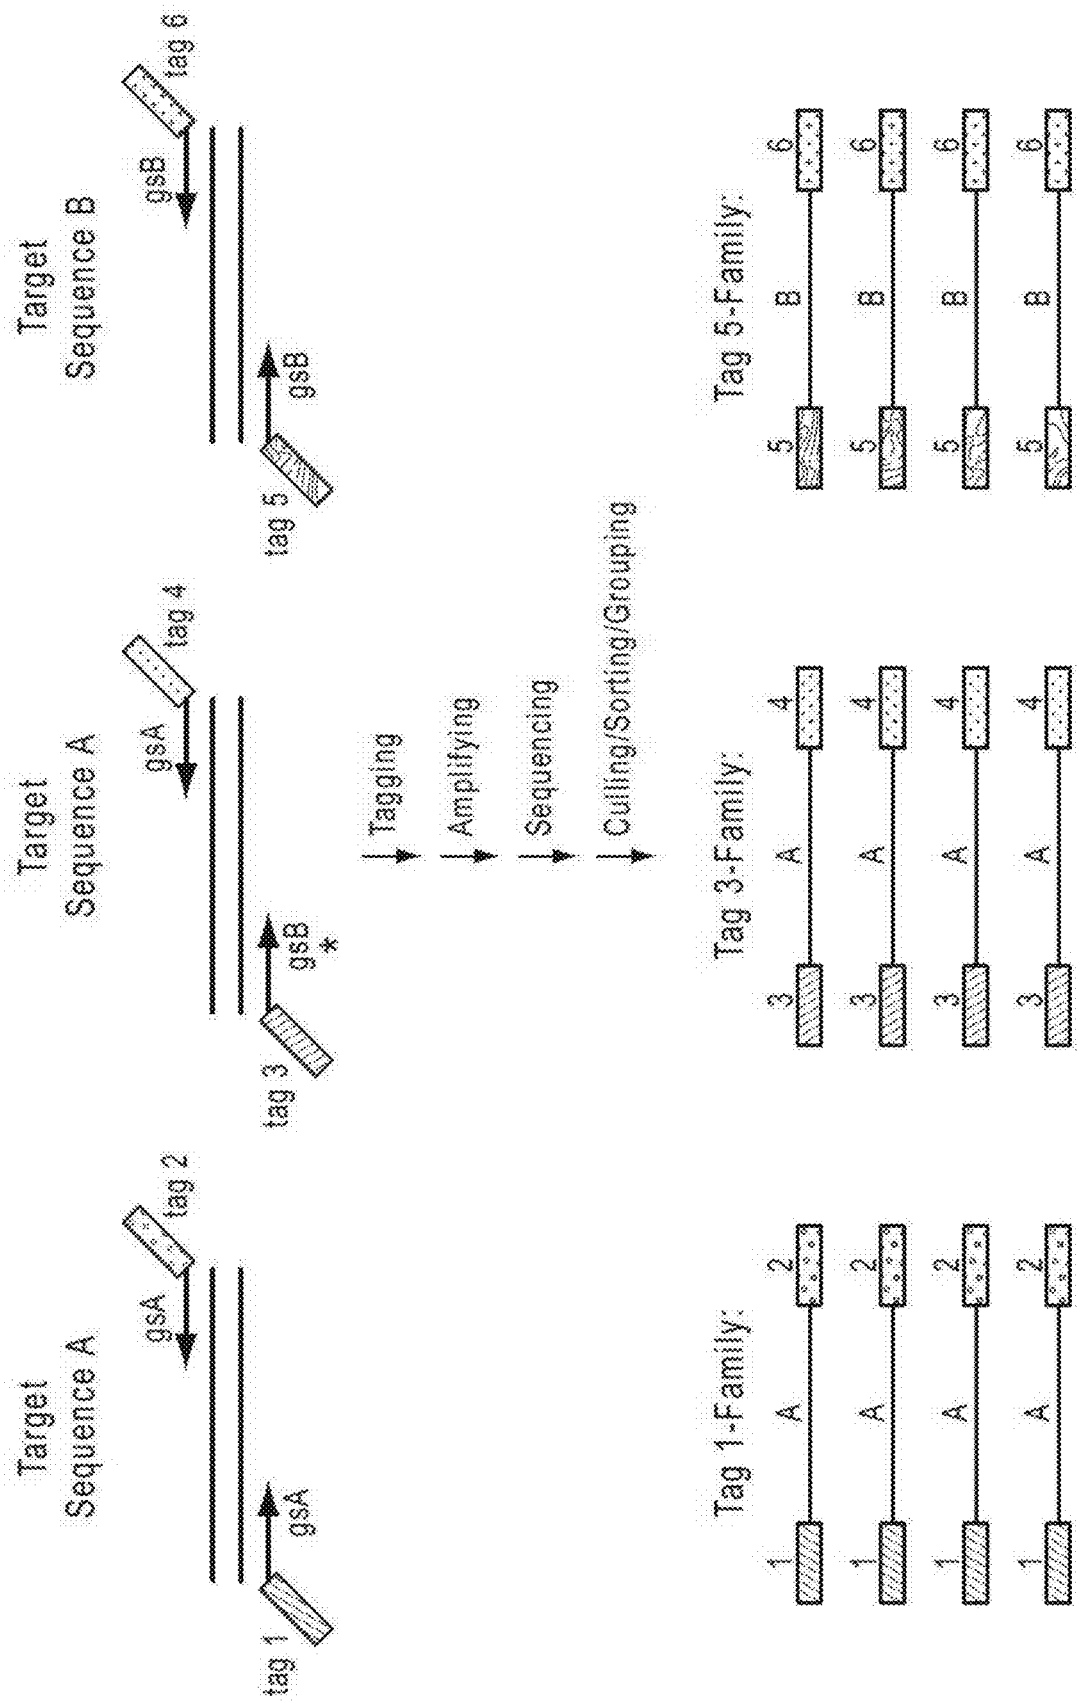 Target
Sequence A
gsA
tag 2
tag 1
gsA
Target
Sequence A
gsA
tag 4
tag 3
gsB
*
Target
Sequence B
gsB
tag 6
tag 5
gsB
Tagging
Amplifying
Sequencing
Culling/Sorting/Grouping
Tag 1-Family:
1 A 2
1 A 2
1 A 2
1 A 2
Tag 3-Family:
3 A 4
3 A 4
3 A 4
3 A 4
Tag 5-Family:
5 B 6
5 B 6
5 B 6
5 B 6